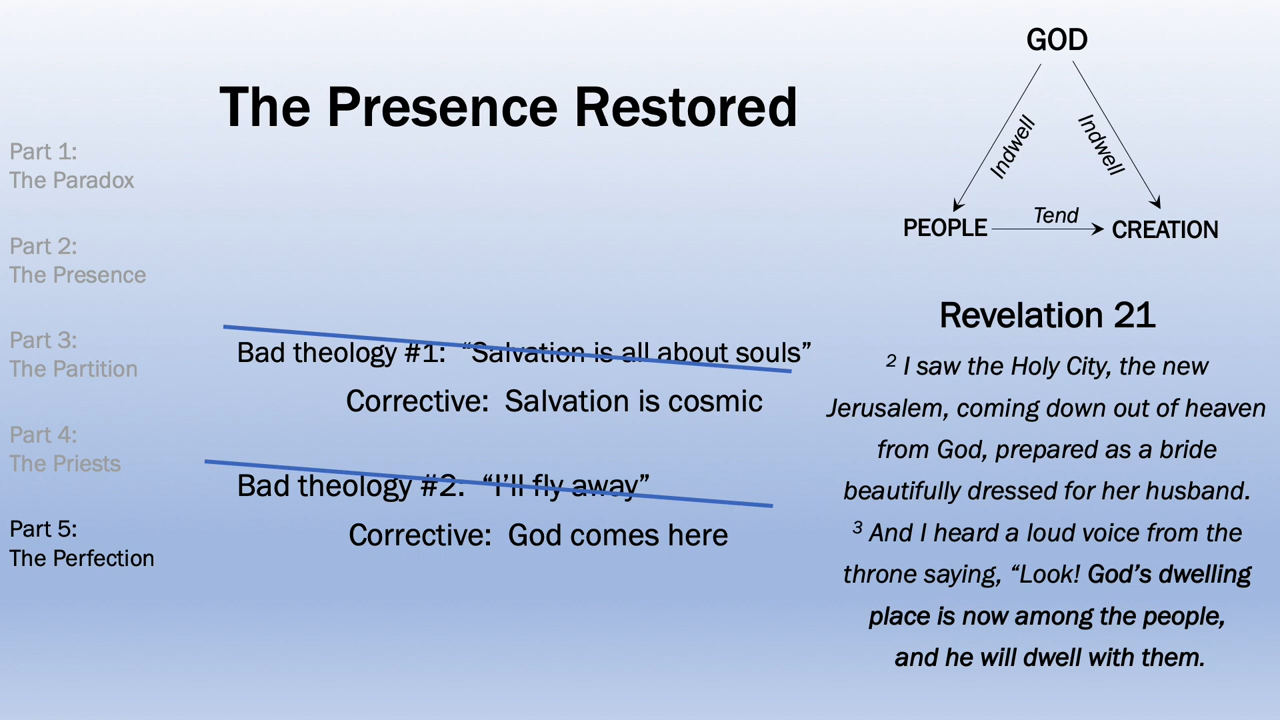 The Presence Restored
Part 1:
The Paradox
Part 2:
The Presence
Part 3:
The Partition
Part 4:
The Priests
Part 5:
The Perfection
Bad theology #1: “Salvation is all about souls”
Corrective: Salvation is cosmic
Bad theology #2: “I’ll fly away”
Corrective: God comes here
GOD
Indwell
Indwell
PEOPLE
Tend
CREATION
Revelation 21
2 I saw the Holy City, the new
Jerusalem, coming down out of heaven
from God, prepared as a bride
beautifully dressed for her husband.
3 And I heard a loud voice from the
throne saying, “Look! God’s dwelling
place is now among the people,
and he will dwell with them.